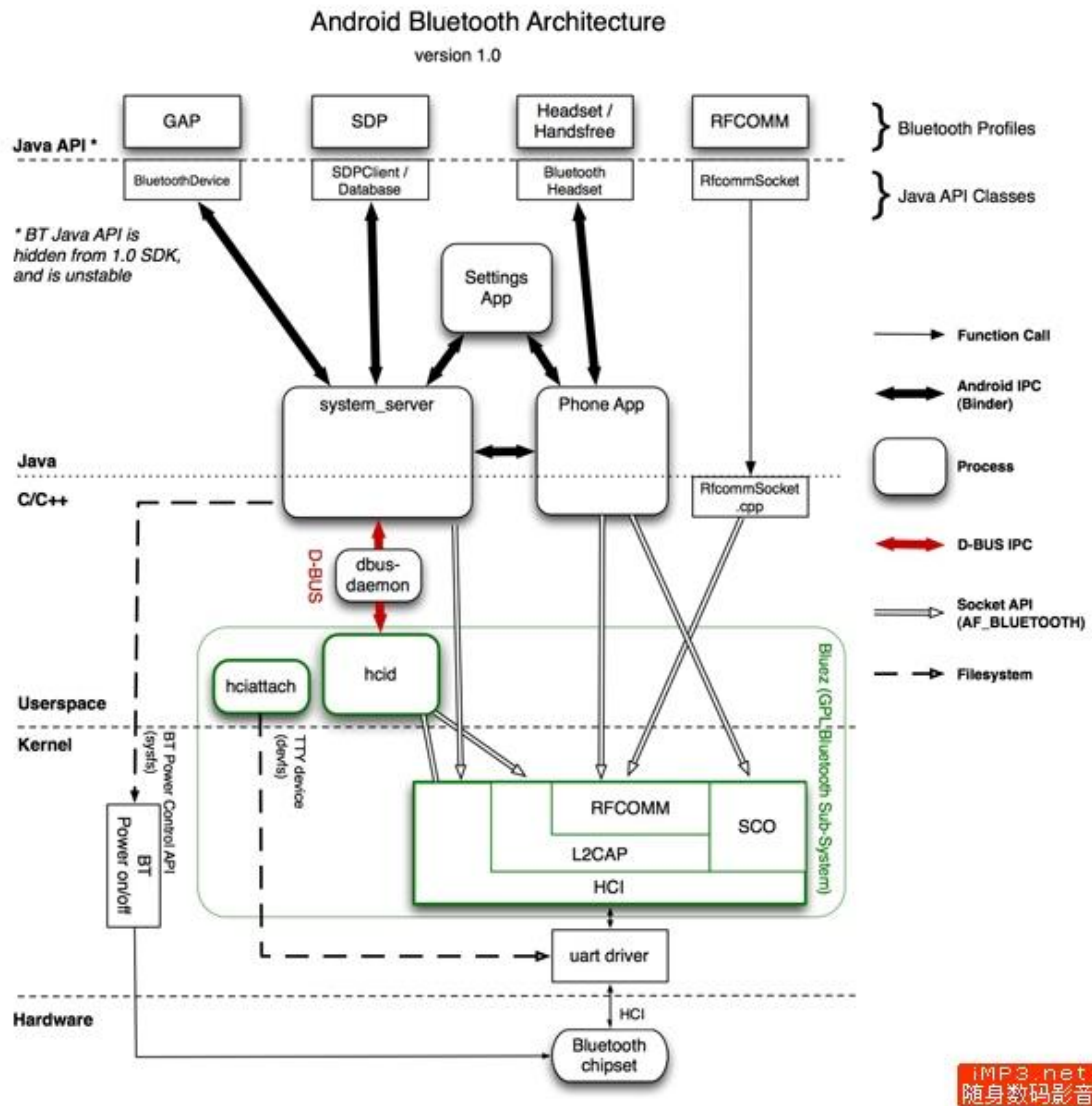 Android Bluetooth Architecture
version 1.0
GAP
SDP
Headset /
Handsfree
RFCOMM
Bluetooth Profiles
Java API *
BluetoothDevice
SDPClient /
Database
Bluetooth
Headset
RfcommSocket
Java API Classes
* BT Java API is
hidden from 1.0 SDK,
and is unstable
Settings
App
system_server
Phone App
Function Call
Android IPC
(Binder)
Process
D-BUS IPC
Socket API
(AF_BLUETOOTH)
Filesystem
Java
C/C++
RfcommSocket
.cpp
D-BUS
dbus-
daemon
hciattach
hcid
Bluez (GPL Bluetooth Sub-System)
Userspace
Kernel
BT Power Control API
(sysfs)
TTY device
(devfs)
BT
Power on/off
RFCOMM
SCO
L2CAP
HCI
uart driver
Hardware
HCI
Bluetooth
chipset
iMP3.net
随身数码影音